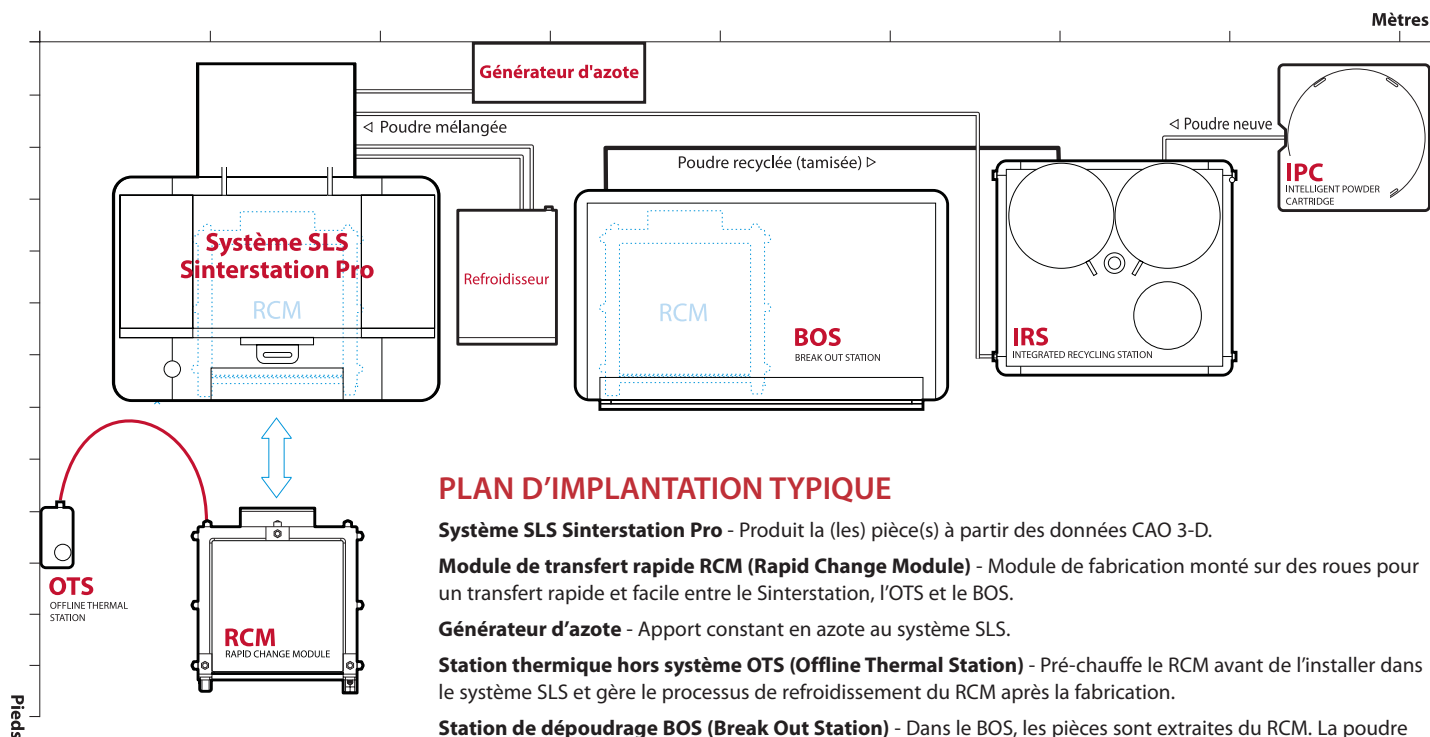 Mètres
Générateur d'azote
◁ Poudre mélangée
◁ Poudre neuve
Poudre recyclée (tamisée) ▷
IPC
INTELLIGENT POWDER
CARTRIDGE
Système SLS
Sinterstation Pro
RCM
Refroidisseur
RCM
BOS
BREAK OUT STATION
IRS
INTEGRATED RECYCLING STATION
OTS
OFFLINE THERMAL
STATION
RCM
RAPID CHANGE MODULE
Pieds
PLAN D’IMPLANTATION TYPIQUE
Système SLS Sinterstation Pro - Produit la (les) pièce(s) à partir des données CAO 3-D.
Module de transfert rapide RCM (Rapid Change Module) - Module de fabrication monté sur des roues pour
un transfert rapide et facile entre le Sinterstation, l’OTS et le BOS.
Générateur d’azote - Apport constant en azote au système SLS.
Station thermique hors système OTS (Offline Thermal Station) - Pré-chauffe le RCM avant de l’installer dans
le système SLS et gère le processus de refroidissement du RCM après la fabrication.
Station de dépoudrage BOS (Break Out Station) - Dans le BOS, les pièces sont extraites du RCM. La poudre